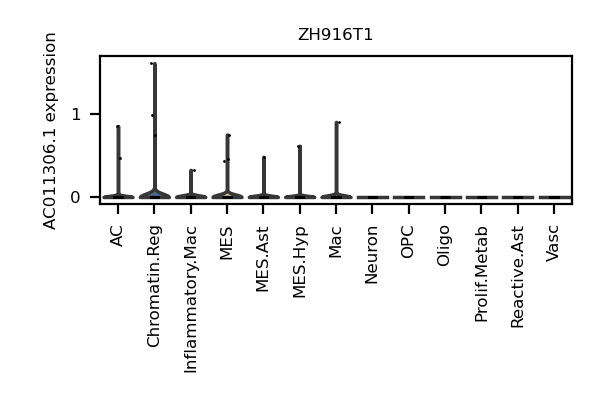 ZH916T1
AC011306.1 expression
1
0
AC
Chromatin.Reg
Inflammatory.Mac
MES
MES.Ast
MES.Hyp
Mac
Neuron
OPC
Oligo
Prolif.Metab
Reactive.Ast
Vasc